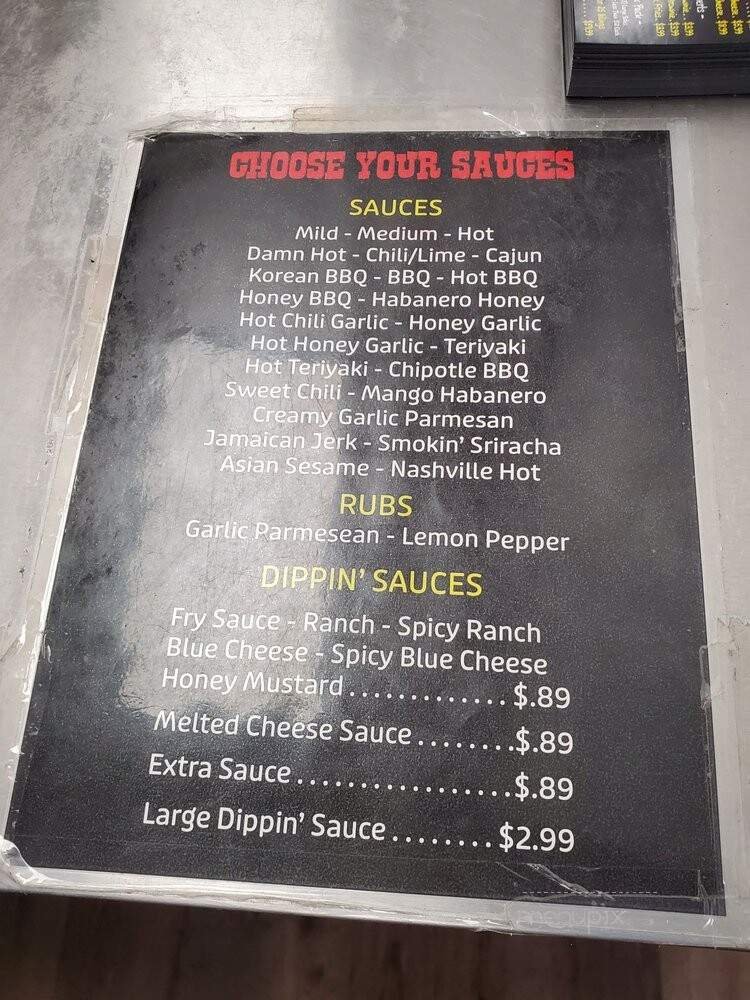 CHOOSE YOUR SAUCES
SAUCES
Mild - Medium - Hot
Damn Hot - Chili/Lime - Cajun
Korean BBQ - BBQ - Hot BBQ
Honey BBQ - Habanero Honey
Hot Chili Garlic - Honey Garlic
Hot Honey Garlic - Teriyaki
Hot Teriyaki - Chipotle BBQ
Sweet Chili - Mango Habanero
Creamy Garlic Parmesan
Jamaican Jerk - Smokin' Sriracha
Asian Sesame - Nashville Hot
RUBS
Garlic Parmesean - Lemon Pepper
DIPPIN' SAUCES
Fry Sauce - Ranch - Spicy Ranch
Blue Cheese - Spicy Blue Cheese
Honey Mustard ............. $.89
Melted Cheese Sauce ........ $.89
Extra Sauce .................. $.89
Large Dippin' Sauce ........ $2.99
menupix